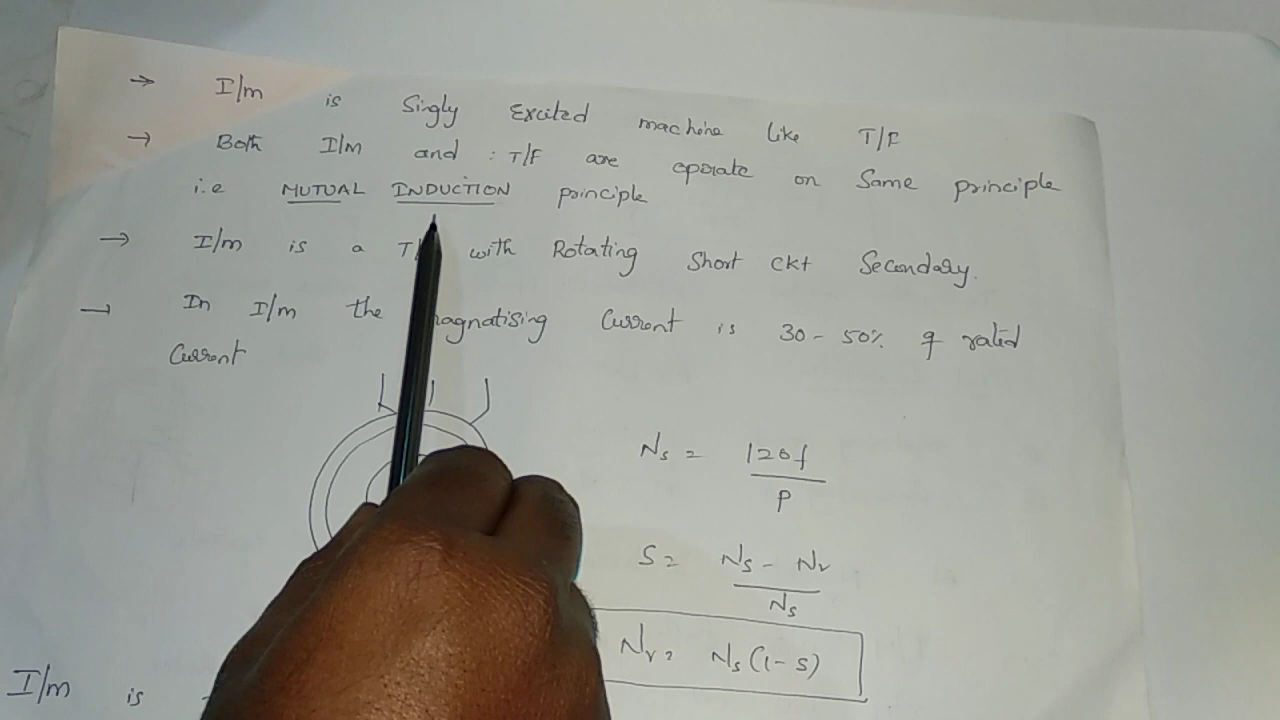 → I/m is Singly Excited machine like T/F
→ Both I/m and : T/F are operate on Same principle
i.e MUTUAL INDUCTION principle
→ I/m is a T/ with Rotating Short ckt Secondary.
→ In I/m the magnatising Current is 30 - 50% of rated
Current
Ns = 120f / P
S = Ns - Nr / Ns
Nr = Ns (1 - s)
I/m is